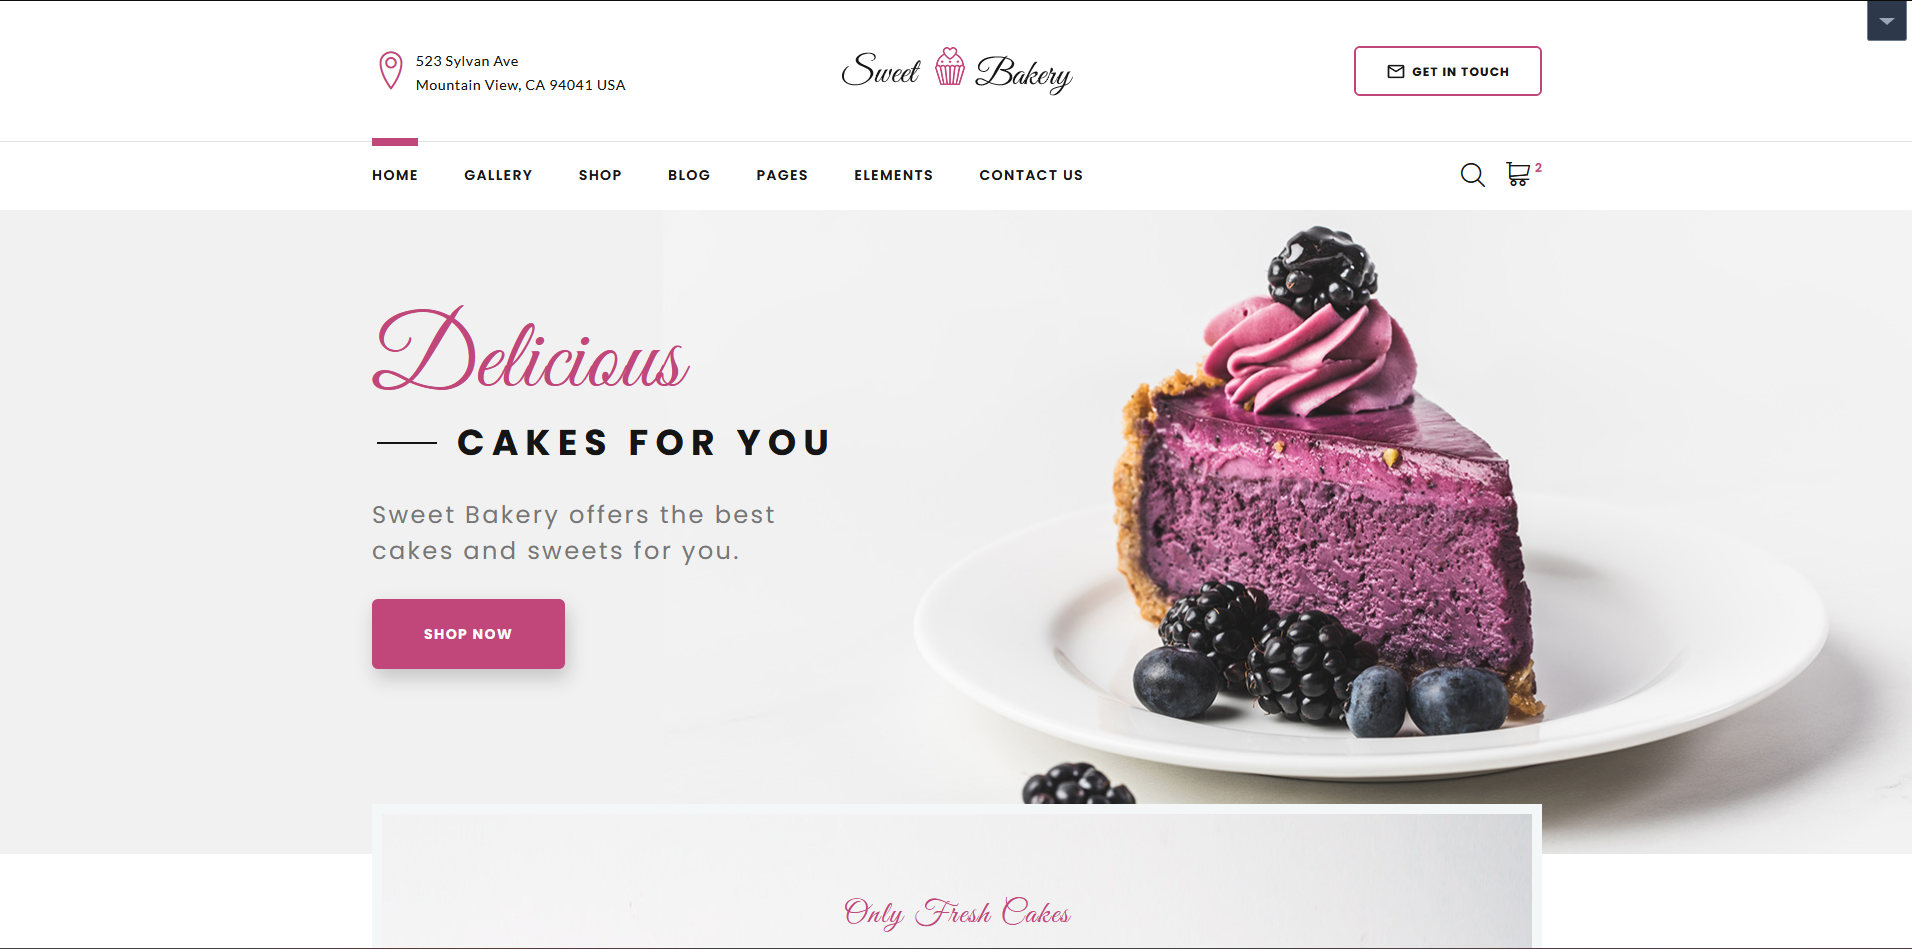 523 Sylvan Ave
Mountain View, CA 94041 USA
Sweet Bakery
GET IN TOUCH
HOME GALLERY SHOP BLOG PAGES ELEMENTS CONTACT US
2
Delicious
CAKES FOR YOU
Sweet Bakery offers the best
cakes and sweets for you.
SHOP NOW
Only Fresh Cakes